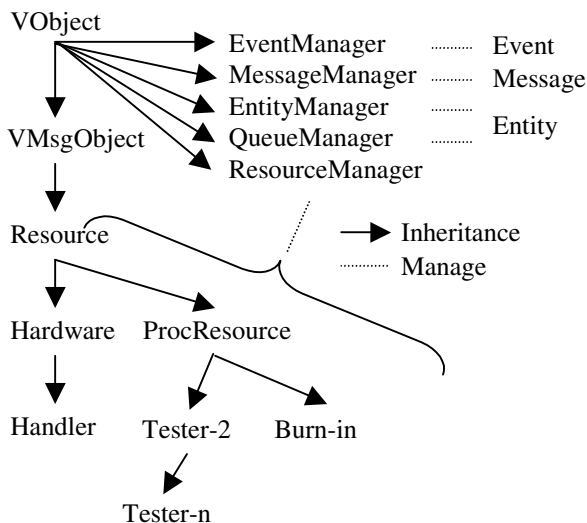 VObject
EventManager
Event
MessageManager
Message
EntityManager
Entity
VMsgObject
QueueManager
ResourceManager
Resource
Inheritance
Manage
Hardware
ProcResource
Handler
Tester-2
Burn-in
Tester-n